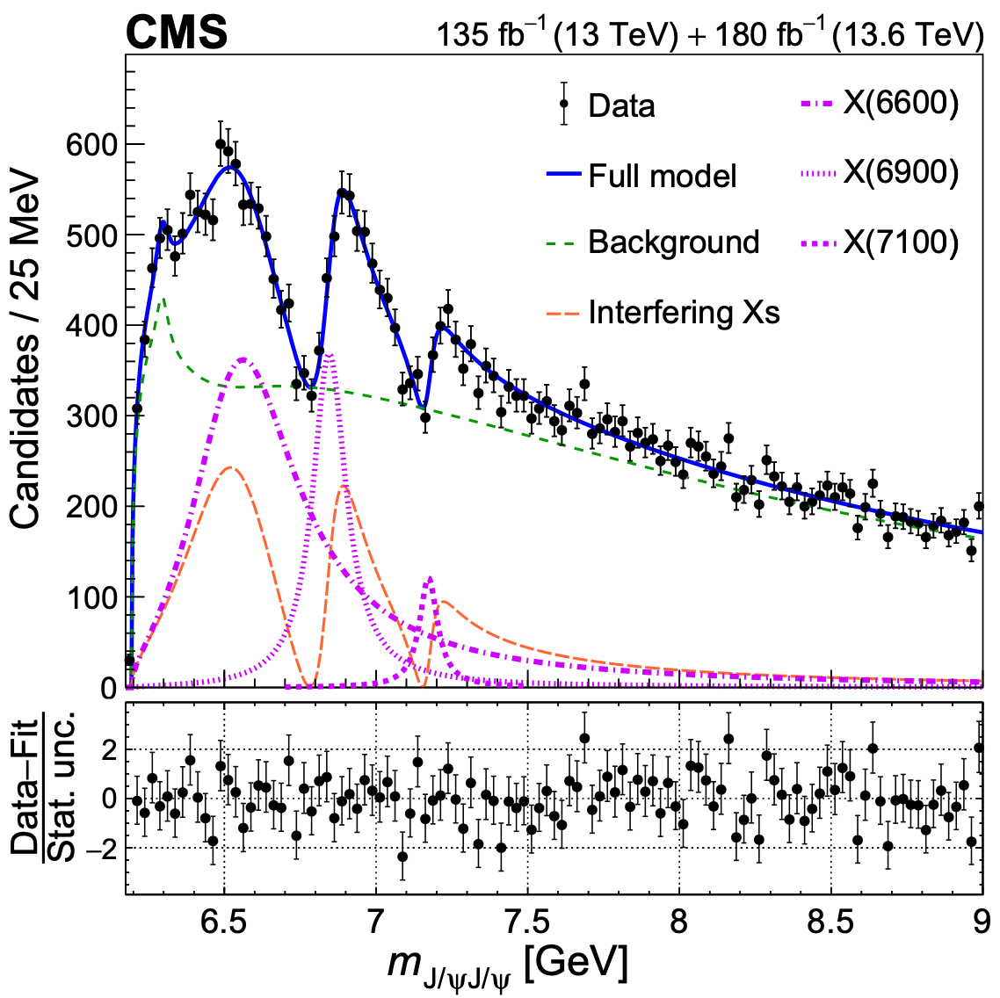 CMS 135 fb⁻¹ (13 TeV) + 180 fb⁻¹ (13.6 TeV)
Candidates / 25 MeV
600
500
400
300
200
100
0
Data
Full model
Background
Interfering Xs
X(6600)
X(6900)
X(7100)
Data–Fit
Stat. unc.
2
0
–2
6.5 7 7.5 8 8.5 9
m J/ψJ/ψ [GeV]